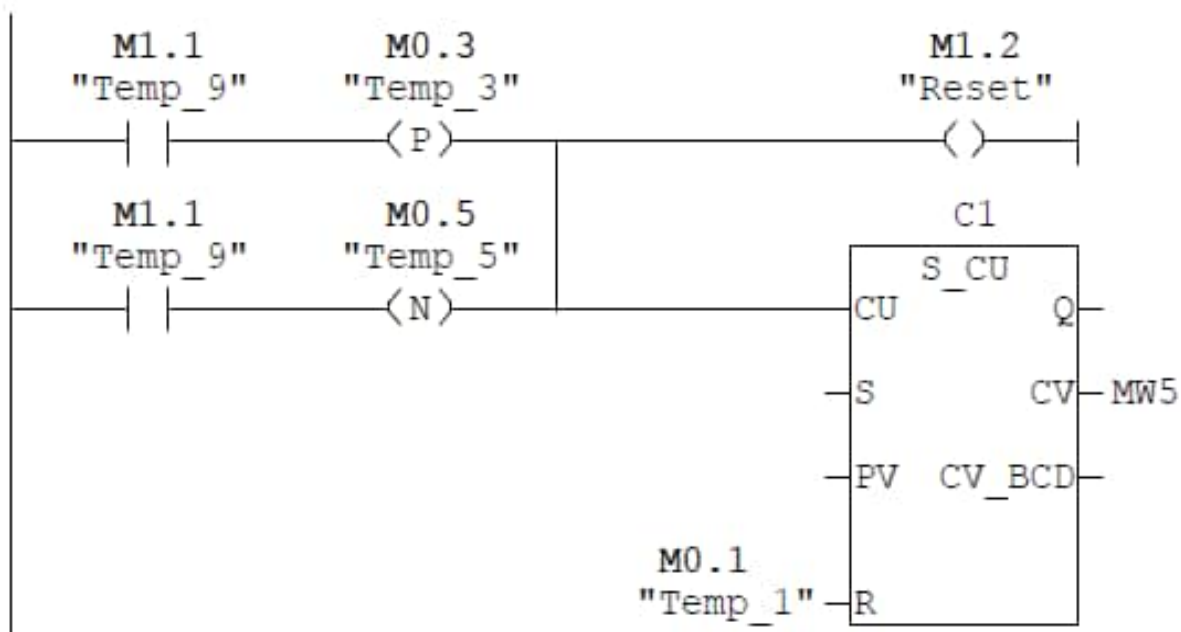 M1.1 M0.3 M1.2
"Temp_9" "Temp_3" "Reset"
(P) ( )
M1.1 M0.5 C1
"Temp_9" "Temp_5"
S_CU
(N) CU Q
S CV MW5
PV CV_BCD
M0.1
"Temp_1" R